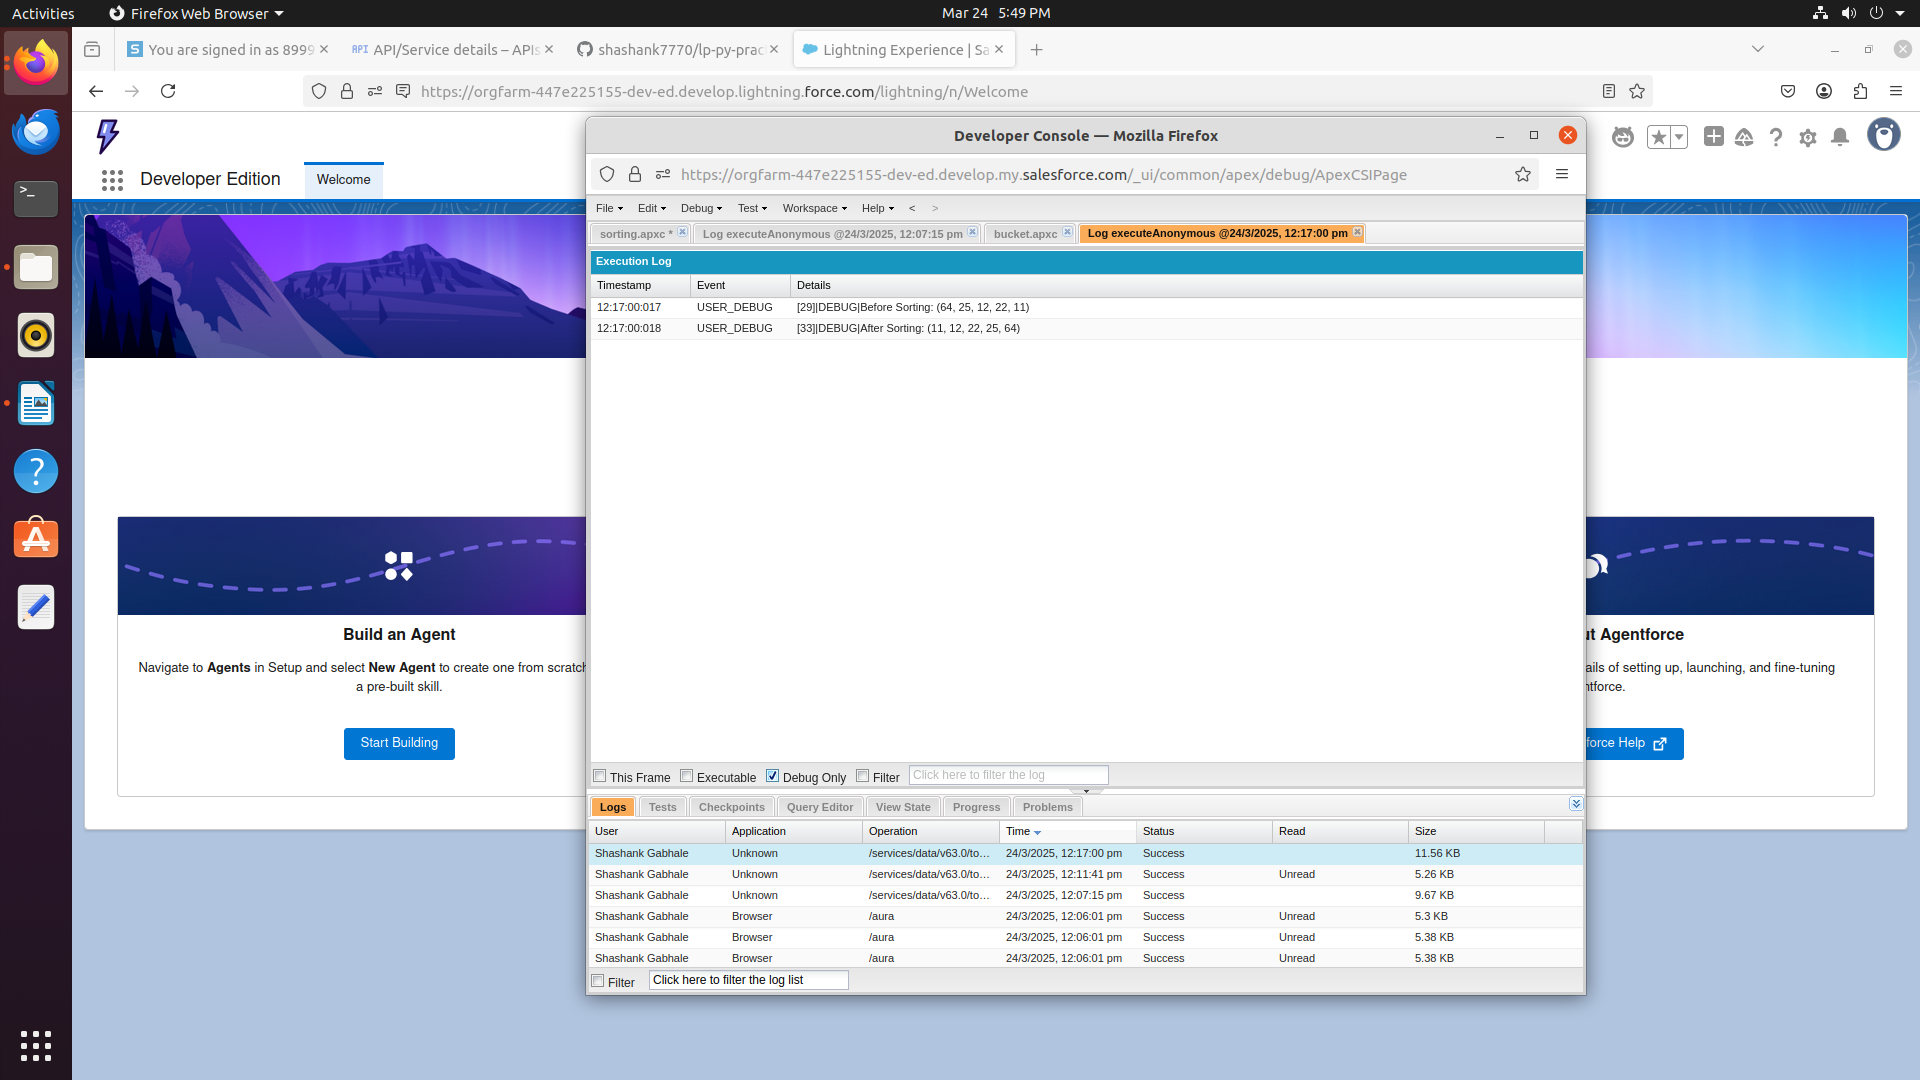 Activities
Firefox Web Browser
Mar 24 5:49 PM
You are signed in as 8999
API API/Service details – APIs
shashank7770/lp-py-prac
Lightning Experience | Sa
https://orgfarm-447e225155-dev-ed.develop.lightning.force.com/lightning/n/Welcome
Developer Edition
Welcome
Developer Console — Mozilla Firefox
https://orgfarm-447e225155-dev-ed.develop.my.salesforce.com/_ui/common/apex/debug/ApexCSIPage
File Edit Debug Test Workspace Help < >
sorting.apxc * Log executeAnonymous @24/3/2025, 12:07:15 pm bucket.apxc Log executeAnonymous @24/3/2025, 12:17:00 pm
Execution Log
Timestamp Event Details
12:17:00:017 USER_DEBUG [29]|DEBUG|Before Sorting: (64, 25, 12, 22, 11)
12:17:00:018 USER_DEBUG [33]|DEBUG|After Sorting: (11, 12, 22, 25, 64)
This Frame Executable Debug Only Filter Click here to filter the log
Logs Tests Checkpoints Query Editor View State Progress Problems
User Application Operation Time Status Read Size
Shashank Gabhale Unknown /services/data/v63.0/to... 24/3/2025, 12:17:00 pm Success 11.56 KB
Shashank Gabhale Unknown /services/data/v63.0/to... 24/3/2025, 12:11:41 pm Success Unread 5.26 KB
Shashank Gabhale Unknown /services/data/v63.0/to... 24/3/2025, 12:07:15 pm Success 9.67 KB
Shashank Gabhale Browser /aura 24/3/2025, 12:06:01 pm Success Unread 5.3 KB
Shashank Gabhale Browser /aura 24/3/2025, 12:06:01 pm Success Unread 5.38 KB
Shashank Gabhale Browser /aura 24/3/2025, 12:06:01 pm Success Unread 5.38 KB
Filter Click here to filter the log list
Build an Agent
Navigate to Agents in Setup and select New Agent to create one from scratch
a pre-built skill.
Start Building
ut Agentforce
ails of setting up, launching, and fine-tuning
ntforce.
force Help